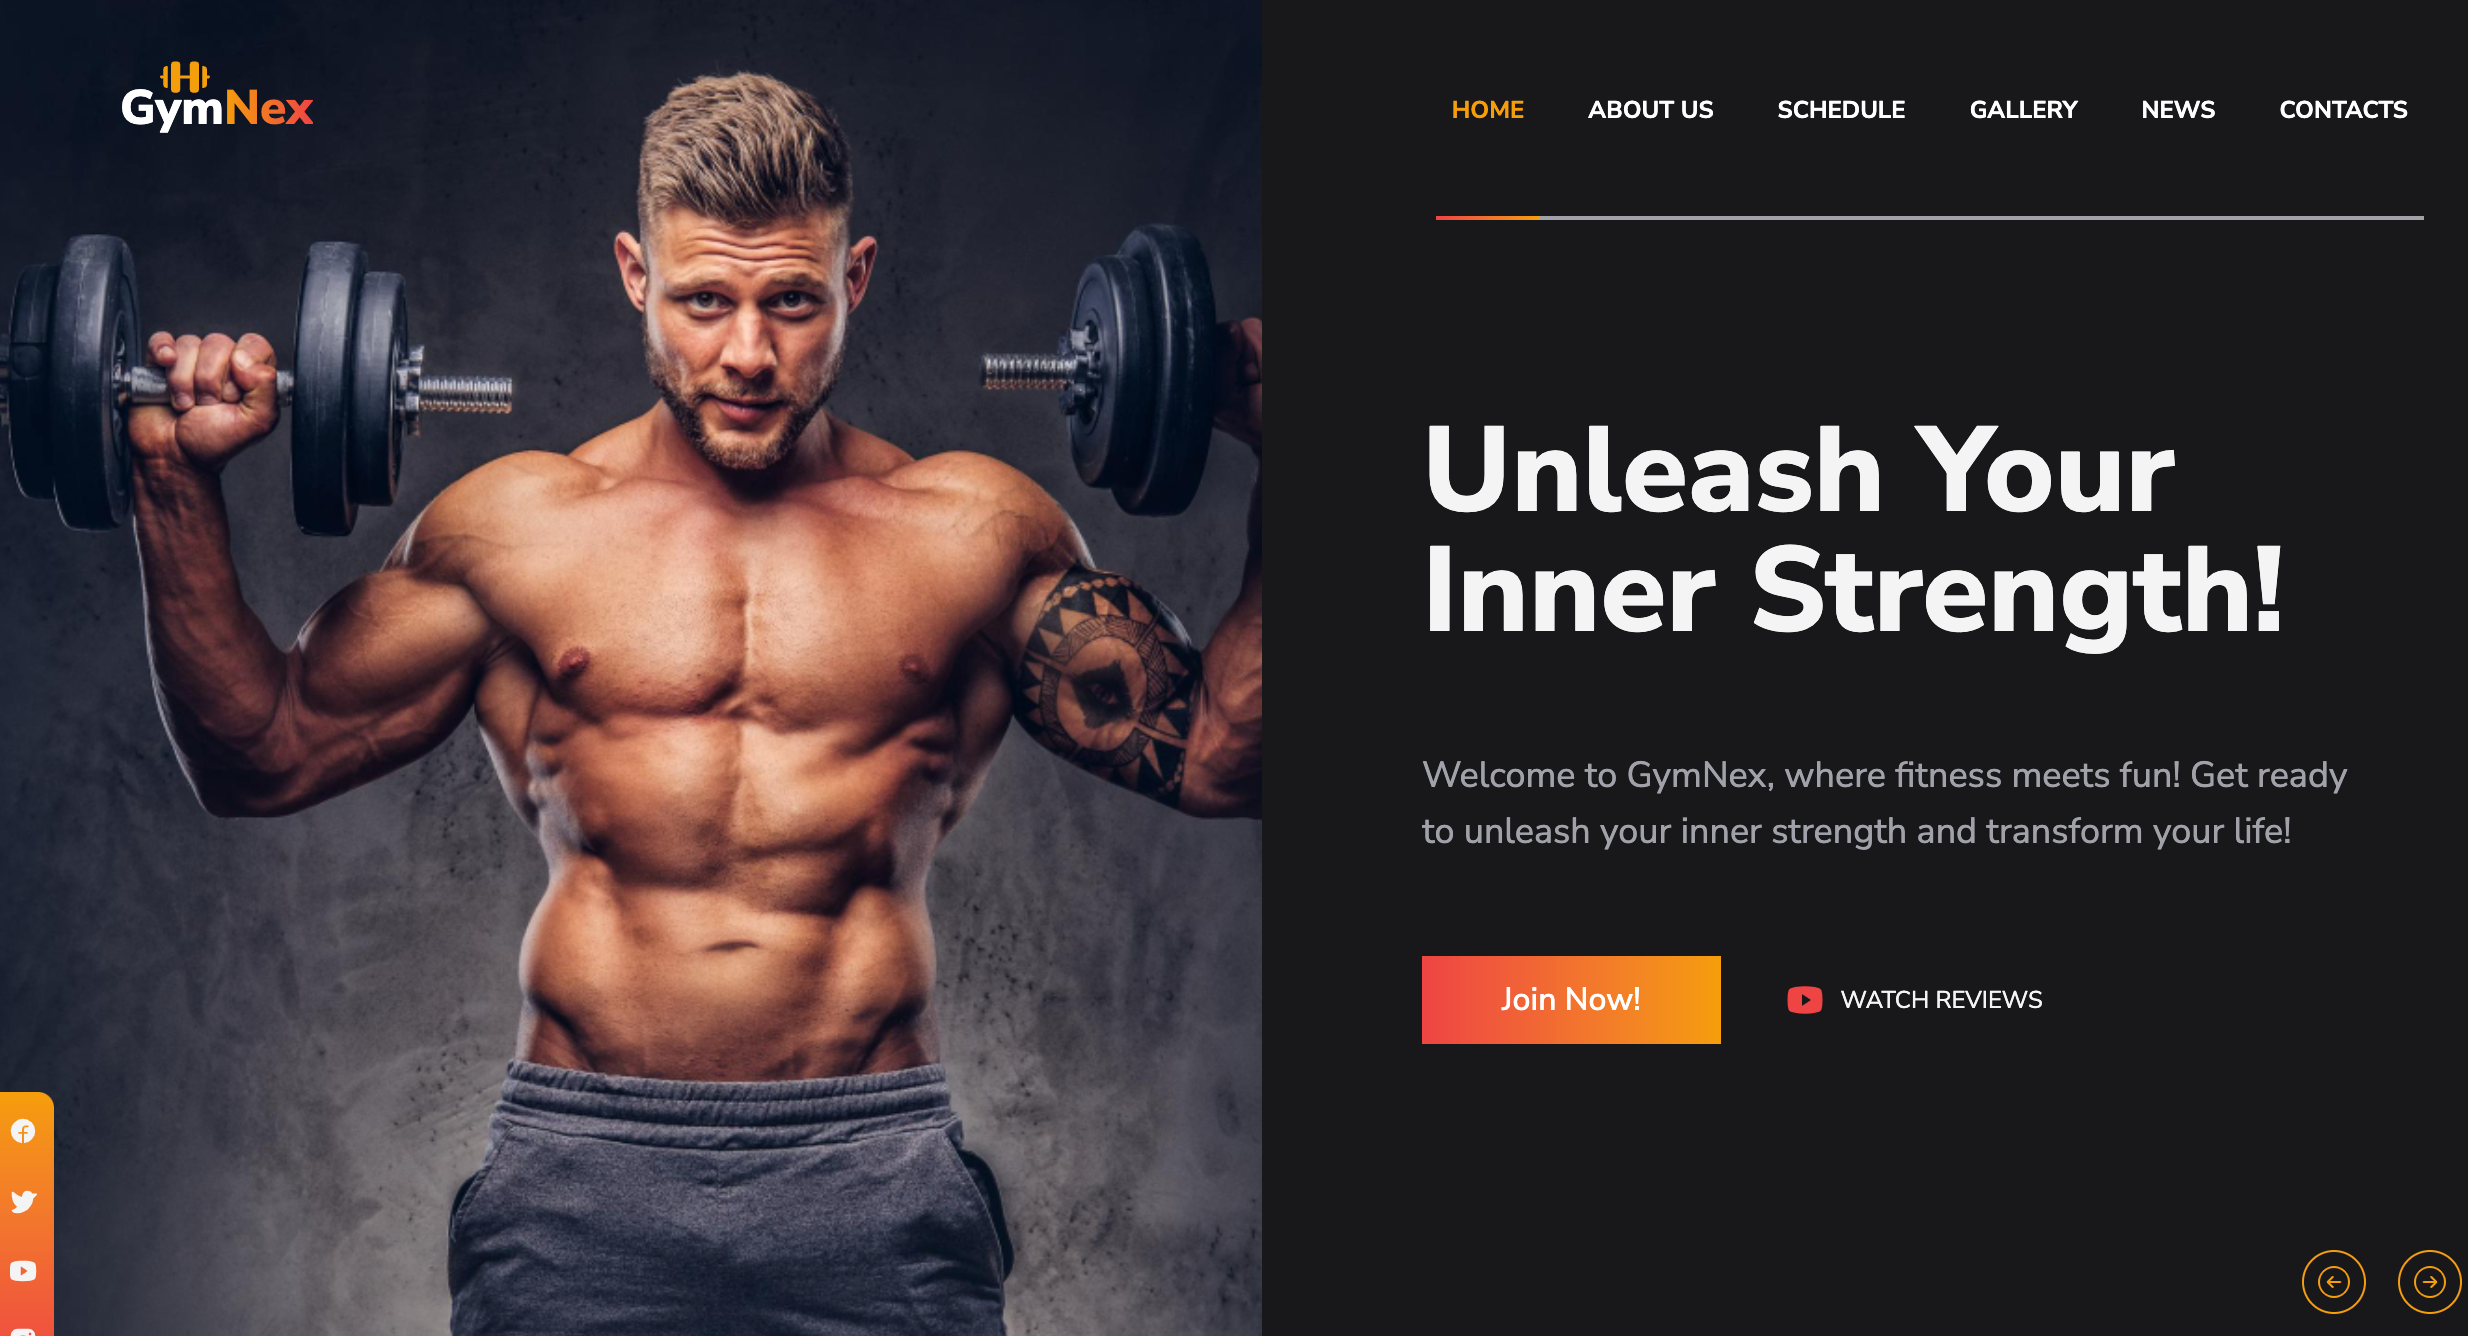 GymNex
HOME ABOUT US SCHEDULE GALLERY NEWS CONTACTS
Unleash Your
Inner Strength!
Welcome to GymNex, where fitness meets fun! Get ready
to unleash your inner strength and transform your life!
Join Now! WATCH REVIEWS